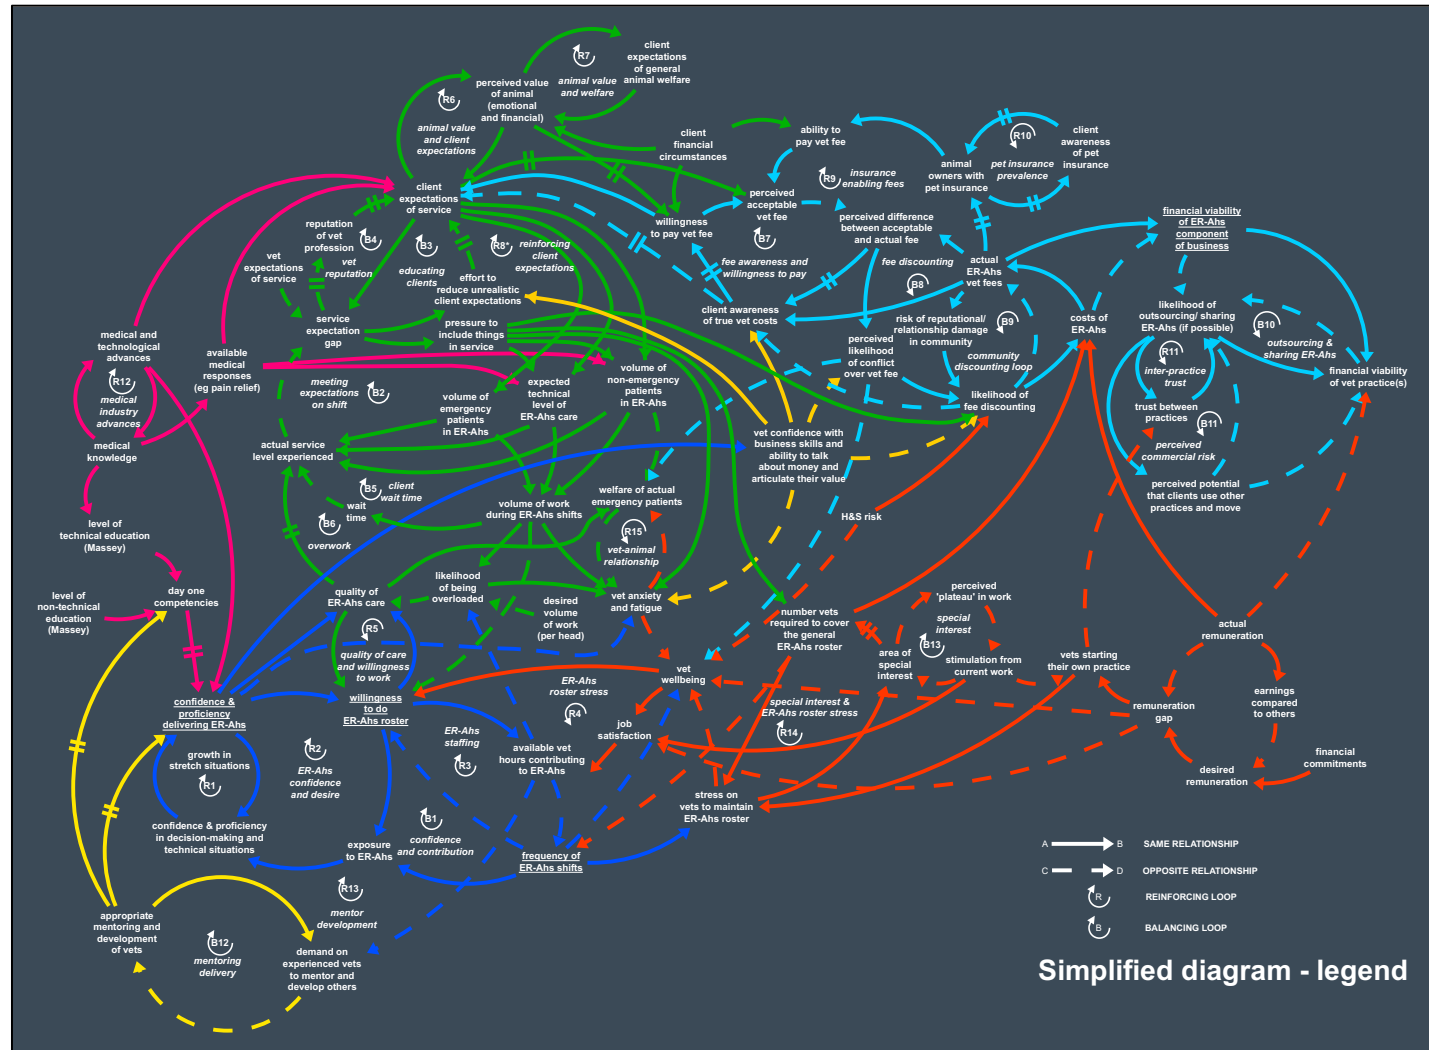 R7
client
expectations
of general
animal welfare
animal value
and welfare
perceived value
of animal
(emotional
and financial)
R6
animal value
and client
expectations
client
financial
circumstances
ability to
pay vet fee
R10
client
awareness
of pet
insurance
pet insurance
prevalence
animal
owners with
pet insurance
R9
insurance
enabling fees
client
expectations
of service
perceived
acceptable
vet fee
willingness
to pay vet fee
B7
perceived difference
between acceptable
and actual fee
financial viability
of ER-Ahs
component
of business
reputation
of vet
profession
B4
vet
reputation
B3
educating
clients
R8*
reinforcing
client
expectations
vet
expectations
of service
effort to
reduce unrealistic
client expectations
fee awareness and
willingness to pay
fee discounting
B8
actual
ER-Ahs
vet fees
client awareness
of true vet costs
risk of reputational/
relationship damage
in community
B9
costs of
ER-Ahs
likelihood of
outsourcing/ sharing
ER-Ahs (if possible)
B10
outsourcing &
sharing ER-Ahs
service
expectation
gap
pressure to
include things
in service
medical and
technological
advances
R12
medical
industry
advances
available
medical
responses
(eg pain relief)
perceived
likelihood
of conflict
over vet fee
community
discounting loop
R11
inter-practice
trust
financial viability
of vet practice(s)
meeting
expectations
on shift
B2
expected
technical
level of
ER-Ahs care
volume of
non-emergency
patients
in ER-Ahs
volume of
emergency
patients
in ER-Ahs
likelihood of
fee discounting
trust between
practices
B11
perceived
commercial risk
medical
knowledge
actual service
level experienced
vet confidence with
business skills and
ability to talk
about money and
articulate their value
perceived potential
that clients use other
practices and move
B5
client
wait time
wait
time
B6
overwork
welfare of actual
emergency patients
volume of work
during ER-Ahs shifts
R15
vet-animal
relationship
H&S risk
level of
technical education
(Massey)
level of
non-technical
education
(Massey)
day one
competencies
quality of
ER-Ahs care
likelihood
of being
overloaded
desired
volume
of work
(per head)
vet anxiety
and fatigue
number vets
required to cover
the general
ER-Ahs roster
perceived
'plateau' in work
special
interest
B13
area of
special
interest
stimulation from
current work
vets starting
their own practice
actual
remuneration
R5
quality of care
and willingness
to work
vet
wellbeing
confidence &
proficiency
delivering ER-Ahs
willingness
to do
ER-Ahs roster
ER-Ahs
roster stress
R4
special interest &
ER-Ahs roster stress
R14
remuneration
gap
earnings
compared
to others
growth in
stretch situations
R1
R2
ER-Ahs
confidence
and desire
ER-Ahs
staffing
R3
available vet
hours contributing
to ER-Ahs
job
satisfaction
financial
commitments
desired
remuneration
stress on
vets to maintain
ER-Ahs roster
confidence & proficiency
in decision-making and
technical situations
exposure
to ER-Ahs
B1
confidence
and contribution
frequency of
ER-Ahs shifts
R13
mentor
development
appropriate
mentoring and
development
of vets
B12
mentoring
delivery
demand on
experienced vets
to mentor and
develop others
A B SAME RELATIONSHIP
C D OPPOSITE RELATIONSHIP
R REINFORCING LOOP
B BALANCING LOOP
Simplified diagram - legend